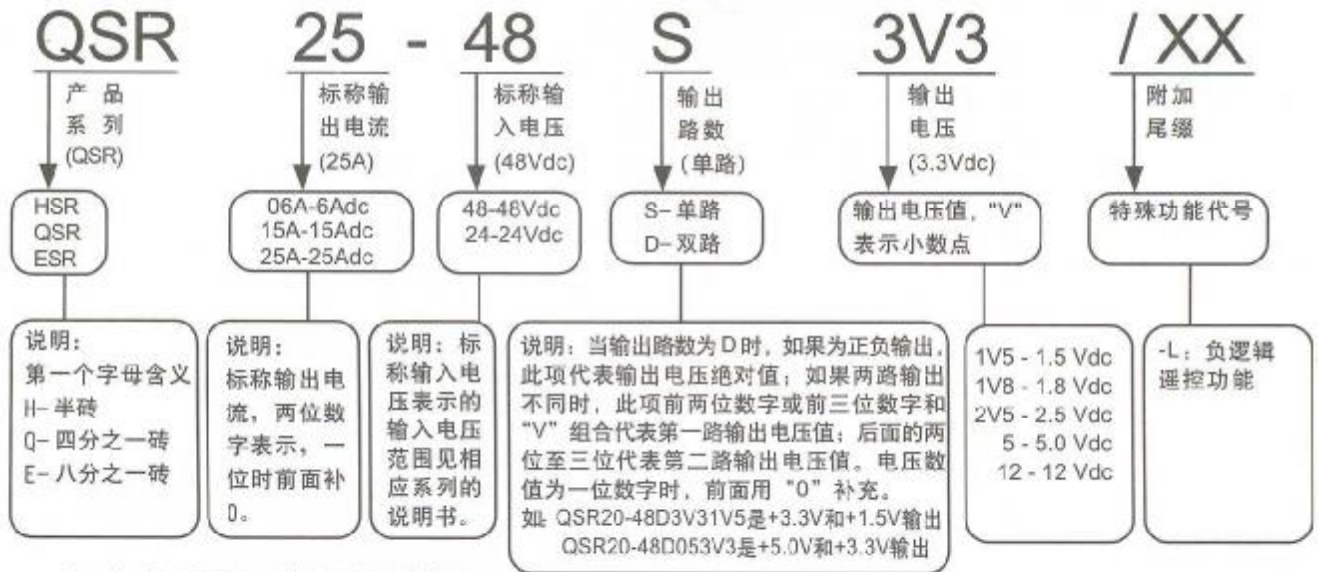 QSR 25 - 48 S 3V3 / XX
产 品
系 列
(QSR)
标称输
出电流
(25A)
标称输
入电压
(48Vdc)
输出
路数
(单路)
输出
电压
(3.3Vdc)
附加
尾缀
HSR
QSR
ESR
06A-6Adc
15A-15Adc
25A-25Adc
48-48Vdc
24-24Vdc
S-单路
D-双路
输出电压值，"V"
表示小数点
特殊功能代号
说明：
第一个字母含义
H-半砖
Q-四分之一砖
E-八分之一砖
说明：
标称输出电
流，两位数
字表示，一
位时前面补
0。
说明：标
称输入电
压表示的
输入电压
范围见相
应系列的
说明书。
说明：当输出路数为D时，如果为正负输出，
此项代表输出电压绝对值；如果两路输出
不同时，此项前两位数字或前三位数字和
“V”组合代表第一路输出电压值；后面的两
位至三位代表第二路输出电压值。电压数
值为一位数字时，前面用“0”补充。
如：QSR20-48D3V31V5是+3.3V和+1.5V输出
QSR20-48D053V3是+5.0V和+3.3V输出
1V5 - 1.5 Vdc
1V8 - 1.8 Vdc
2V5 - 2.5 Vdc
5 - 5.0 Vdc
12 - 12 Vdc
-L：负逻辑
遥控功能